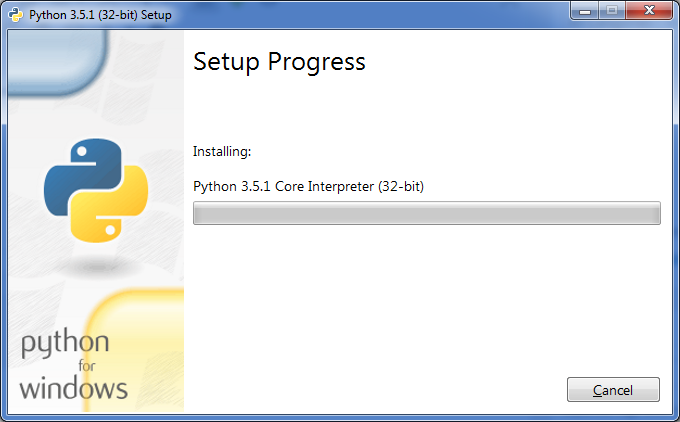 Python 3.5.1 (32-bit) Setup
Setup Progress
Installing:
Python 3.5.1 Core Interpreter (32-bit)
python
for
windows
Cancel